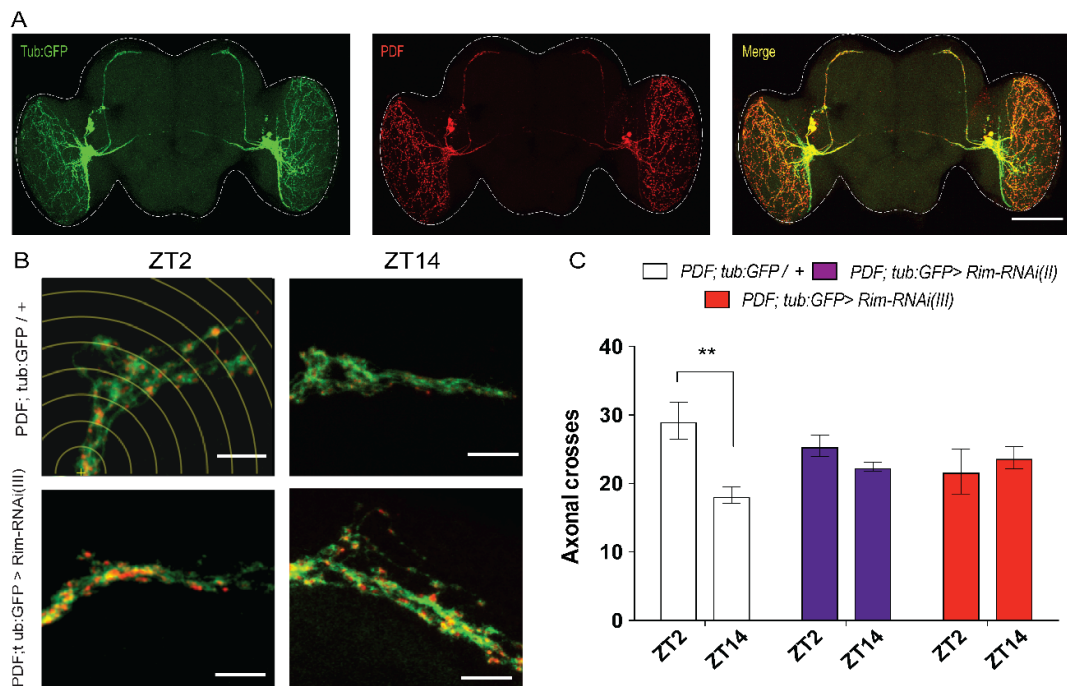 A
Tub:GFP
PDF
Merge
B
ZT2
ZT14
PDF; tub:GFP / +
PDF;t ub:GFP > Rim-RNAi(III)
C
PDF; tub:GFP / +
PDF; tub:GFP> Rim-RNAi(II)
PDF; tub:GFP> Rim-RNAi(III)
Axonal crosses
40
30
20
10
0
**
ZT2
ZT14
ZT2
ZT14
ZT2
ZT14